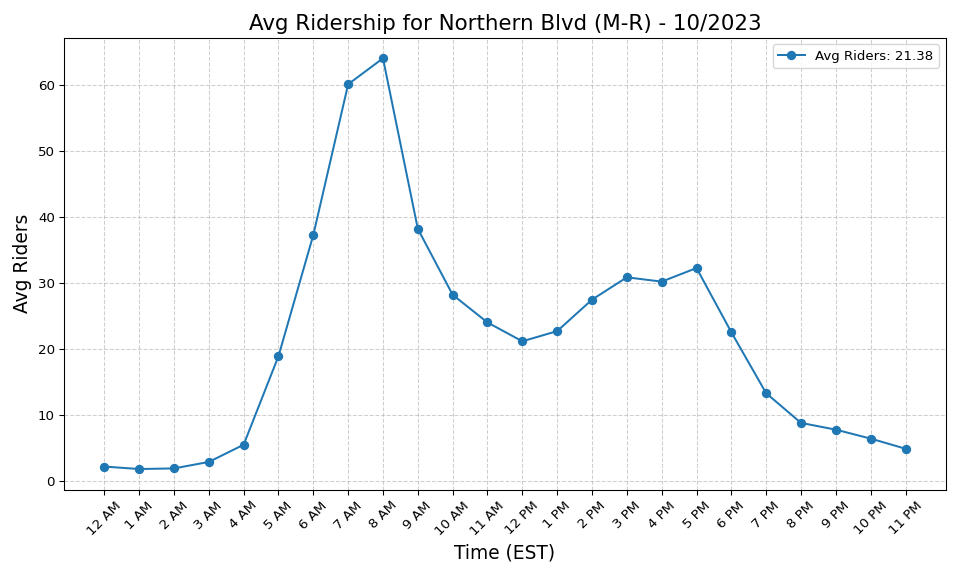 Avg Ridership for Northern Blvd (M-R) - 10/2023
Avg Riders: 21.38
Avg Riders
60
50
40
30
20
10
0
12 AM
1 AM
2 AM
3 AM
4 AM
5 AM
6 AM
7 AM
8 AM
9 AM
10 AM
11 AM
12 PM
1 PM
2 PM
3 PM
4 PM
5 PM
6 PM
7 PM
8 PM
9 PM
10 PM
11 PM
Time (EST)